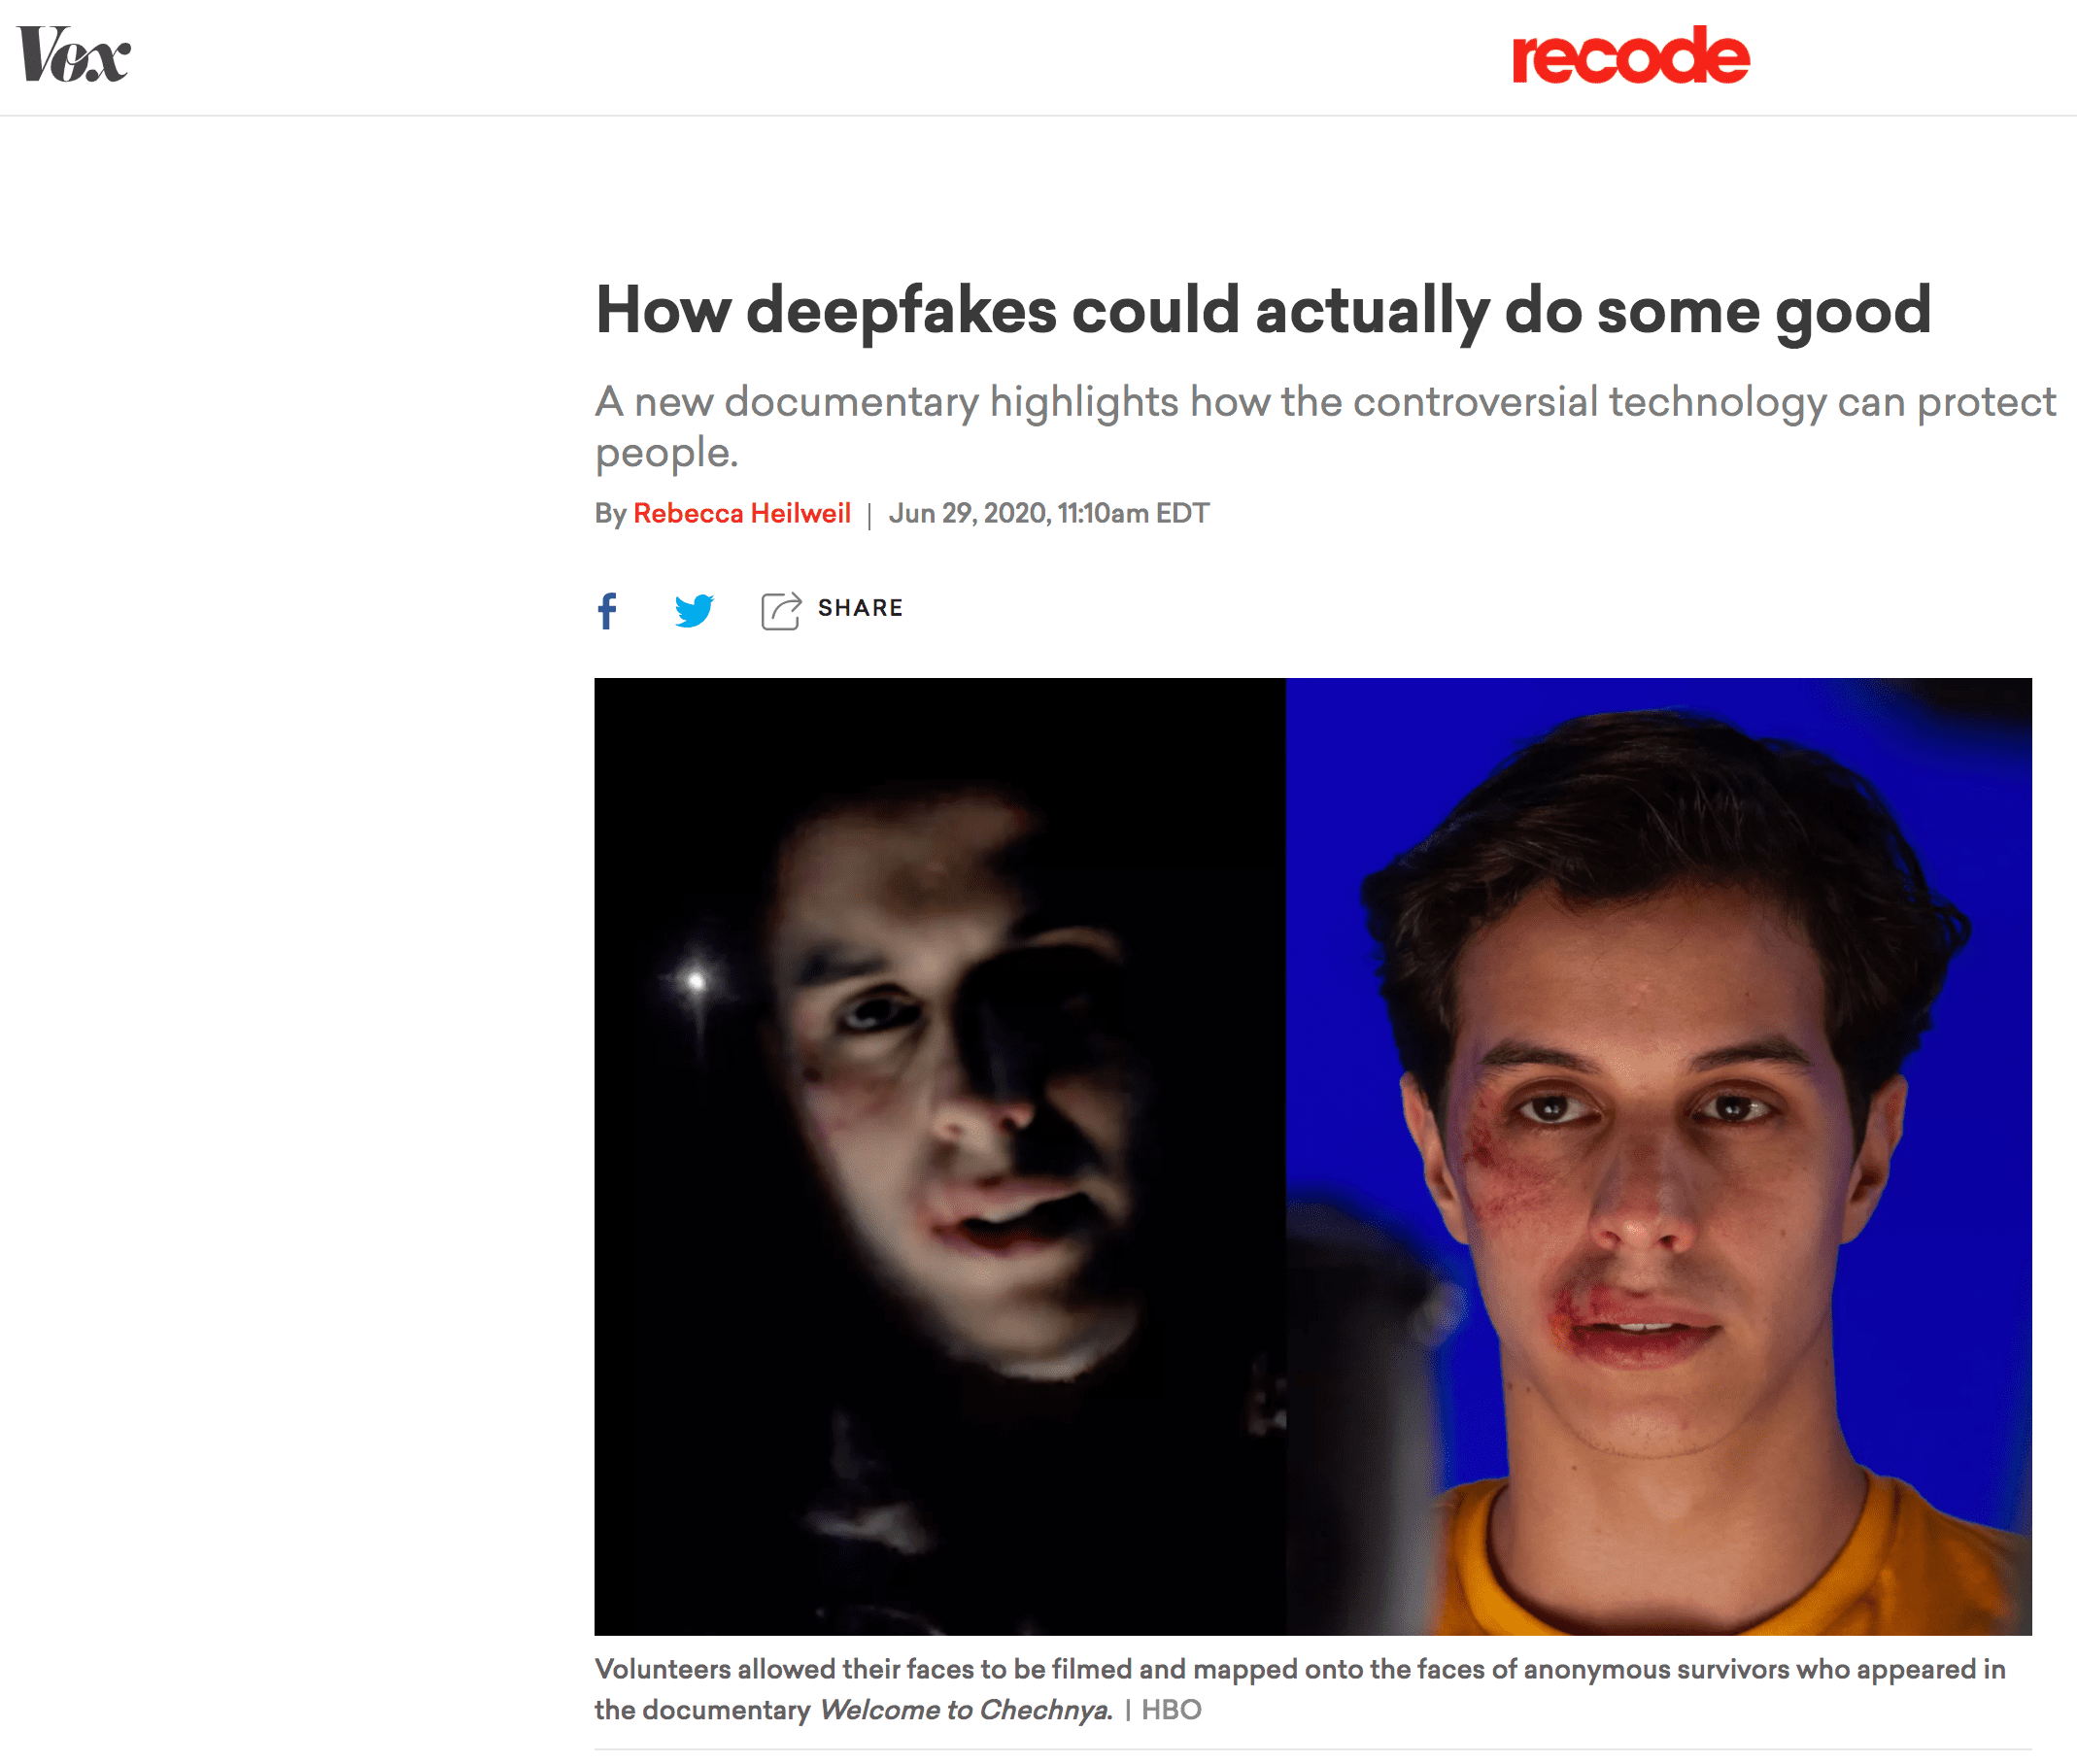 Vox
recode
How deepfakes could actually do some good
A new documentary highlights how the controversial technology can protect
people.
By Rebecca Heilweil | Jun 29, 2020, 11:10am EDT
f SHARE
Volunteers allowed their faces to be filmed and mapped onto the faces of anonymous survivors who appeared in
the documentary Welcome to Chechnya. | HBO